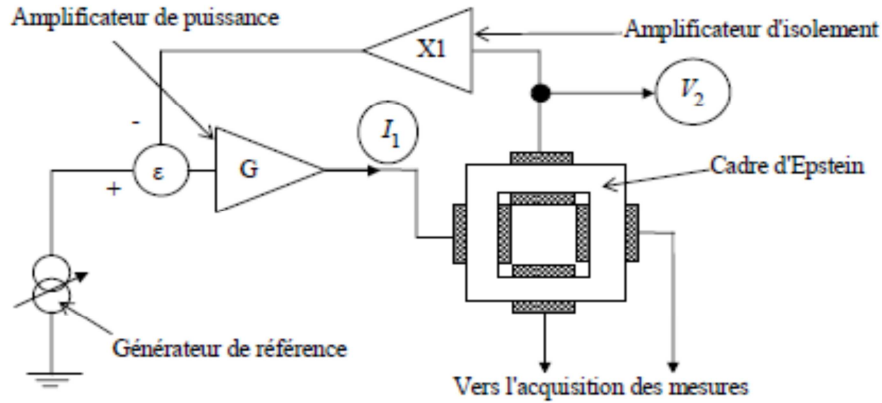 Amplificateur de puissance
X1
Amplificateur d'isolement
V2
-
I1
+
ε
G
Cadre d'Epstein
Générateur de référence
Vers l'acquisition des mesures